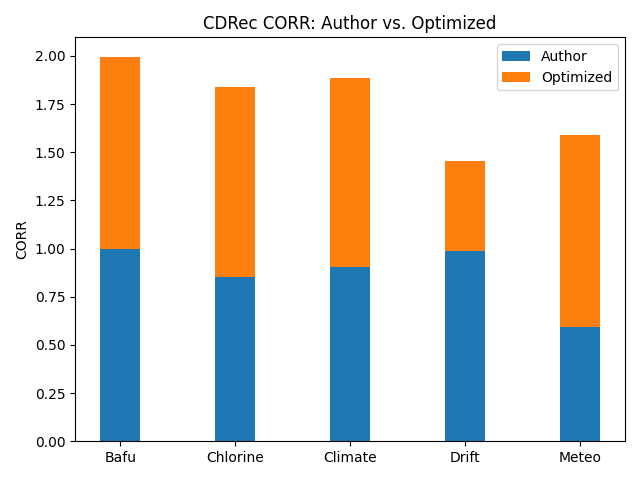 CDRec CORR: Author vs. Optimized
Author
Optimized
CORR
2.00
1.75
1.50
1.25
1.00
0.75
0.50
0.25
0.00
Bafu Chlorine Climate Drift Meteo